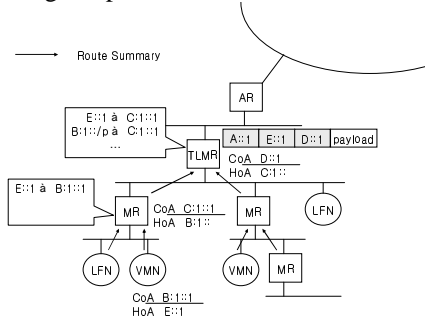 Route Summary
AR
E::1 à C:1::1
B:1::/p à C:1::1
...
A::1 E::1 D::1 payload
TLMR
CoA D::1
HoA C:1::
E::1 à B:1::1
MR
CoA C:1::1
HoA B:1::
MR
LFN
LFN
VMN
VMN
MR
CoA B:1::1
HoA E::1